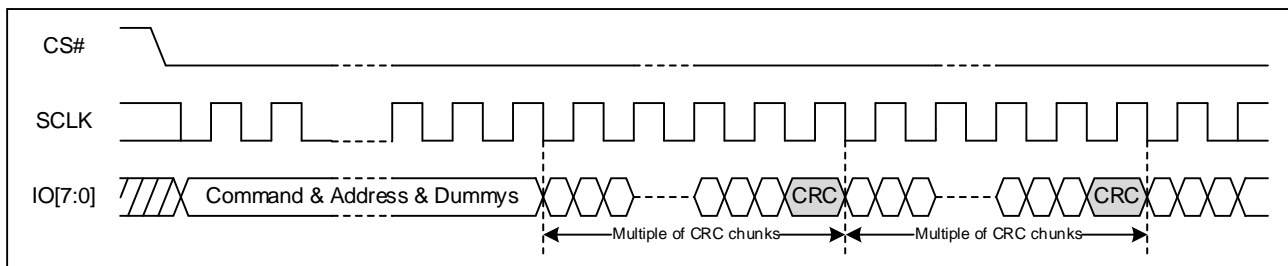 CS#
SCLK
IO[7:0] Command & Address & Dummys CRC CRC
Multiple of CRC chunks Multiple of CRC chunks